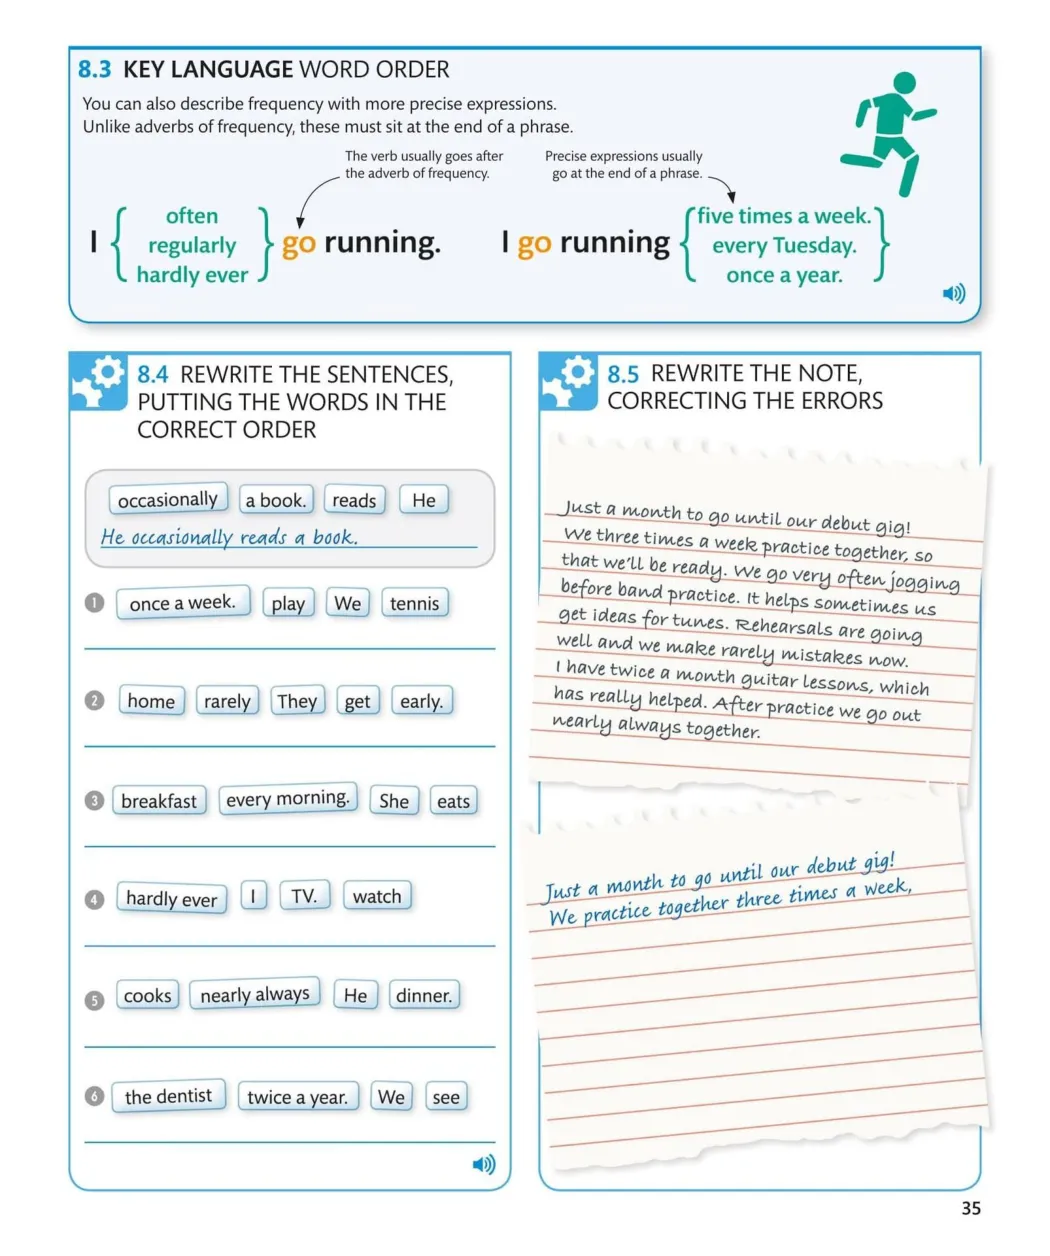 8.3 KEY LANGUAGE WORD ORDER
You can also describe frequency with more precise expressions.
Unlike adverbs of frequency, these must sit at the end of a phrase.
The verb usually goes after
the adverb of frequency.
Precise expressions usually
go at the end of a phrase.
I { often regularly hardly ever } go running.
I go running { five times a week. every Tuesday. once a year. }
8.4 REWRITE THE SENTENCES,
PUTTING THE WORDS IN THE
CORRECT ORDER
occasionally a book. reads He
He occasionally reads a book.
1 once a week. play We tennis
2 home rarely They get early.
3 breakfast every morning. She eats
4 hardly ever I TV. watch
5 cooks nearly always He dinner.
6 the dentist twice a year. We see
8.5 REWRITE THE NOTE,
CORRECTING THE ERRORS
Just a month to go until our debut gig!
We three times a week practice together, so
that we'll be ready. We go very often jogging
before band practice. It helps sometimes us
get ideas for tunes. Rehearsals are going
well and we make rarely mistakes now.
I have twice a month guitar lessons, which
has really helped. After practice we go out
nearly always together.
Just a month to go until our debut gig!
We practice together three times a week,
35